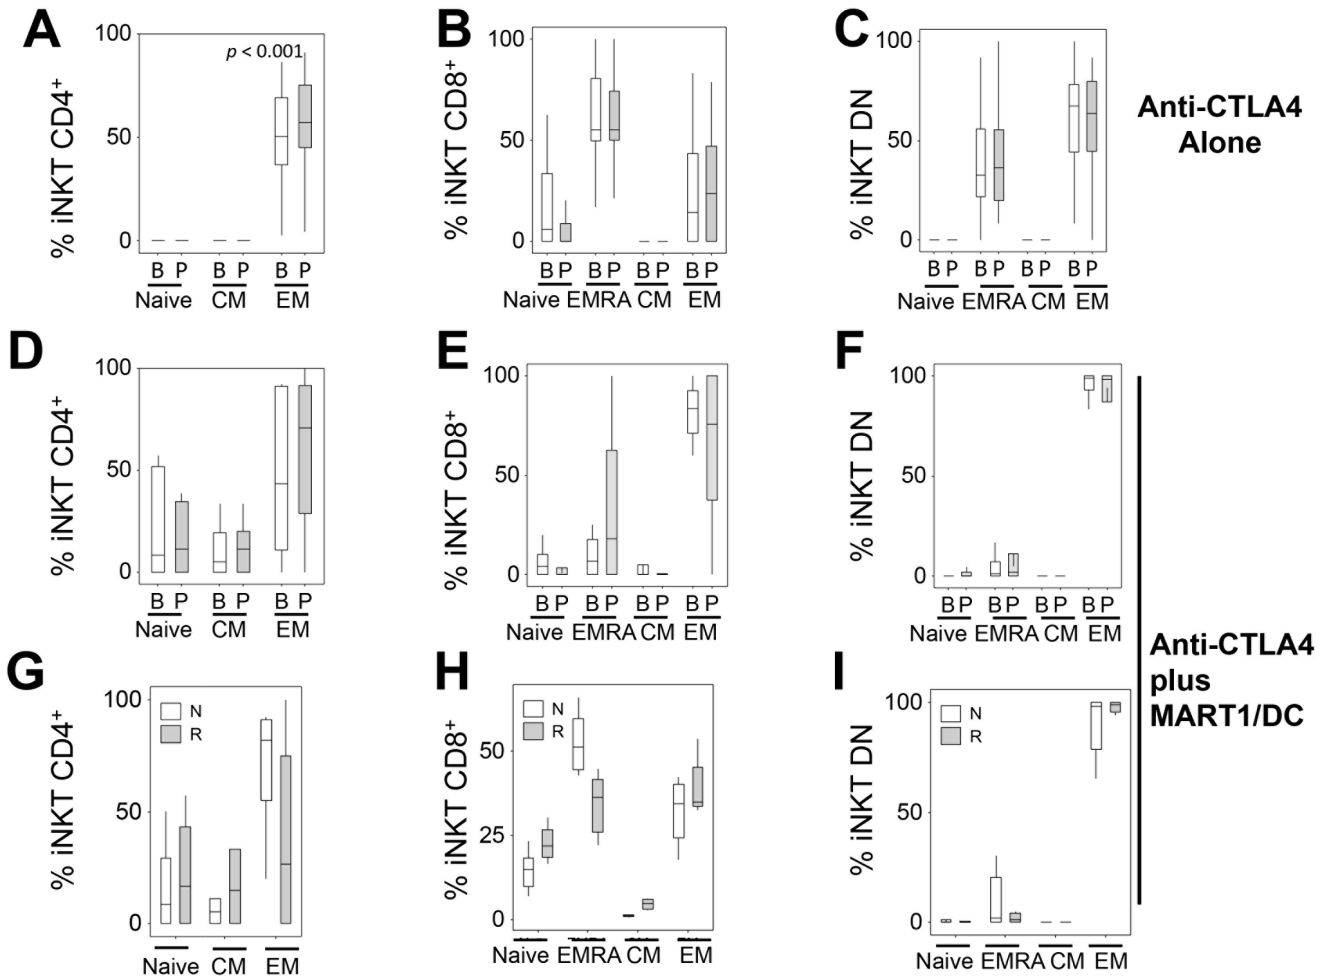 A
% iNKT CD4+
100
50
0
p < 0.001
B P B P B P
Naive CM EM
B
% iNKT CD8+
100
50
0
B P B P B P B P
Naive EMRA CM EM
C
% iNKT DN
100
50
0
B P B P B P B P
Naive EMRA CM EM
Anti-CTLA4
Alone
D
% iNKT CD4+
100
50
0
B P B P B P
Naive CM EM
E
% iNKT CD8+
100
50
0
B P B P B P B P
Naive EMRA CM EM
F
% iNKT DN
100
50
0
B P B P B P B P
Naive EMRA CM EM
Anti-CTLA4
plus
MART1/DC
G
% iNKT CD4+
100
50
0
N
R
Naive CM EM
H
% iNKT CD8+
50
25
0
N
R
Naive EMRA CM EM
I
% iNKT DN
100
50
0
N
R
Naive EMRA CM EM